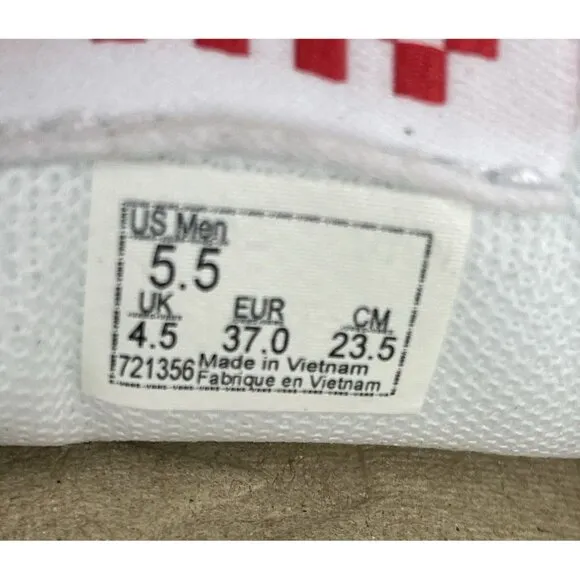 US Men
5.5
UK EUR CM
4.5 37.0 23.5
721356 Made in Vietnam
Fabrique en Vietnam